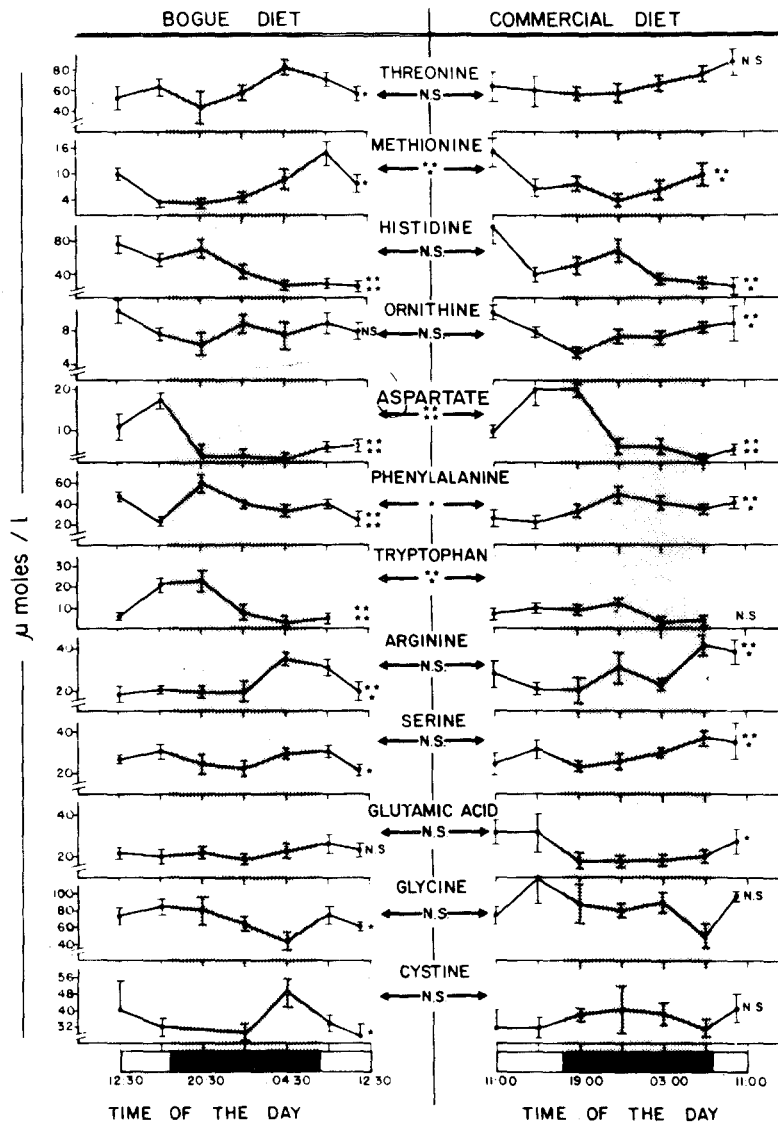 BOGUE DIET COMMERCIAL DIET
80 60 40 THREONINE N.S * N.S
16 10 4 METHIONINE *** * ***
80 40 HISTIDINE N.S. **** ***
8 4 ORNITHINE N.S. NS ***
20 10 ASPARTATE **** **** ****
60 40 20 PHENYLALANINE * **** ***
30 20 10 TRYPTOPHAN *** **** N.S
40 20 ARGININE N.S. *** ***
40 20 SERINE N.S. * ***
40 20 GLUTAMIC ACID N.S N.S *
100 80 60 40 GLYCINE N.S * N.S
56 48 40 32 CYSTINE N.S *
μ moles / l
12:30 20:30 04:30 12:30 11:00 19:00 03:00 11:00
TIME OF THE DAY TIME OF THE DAY